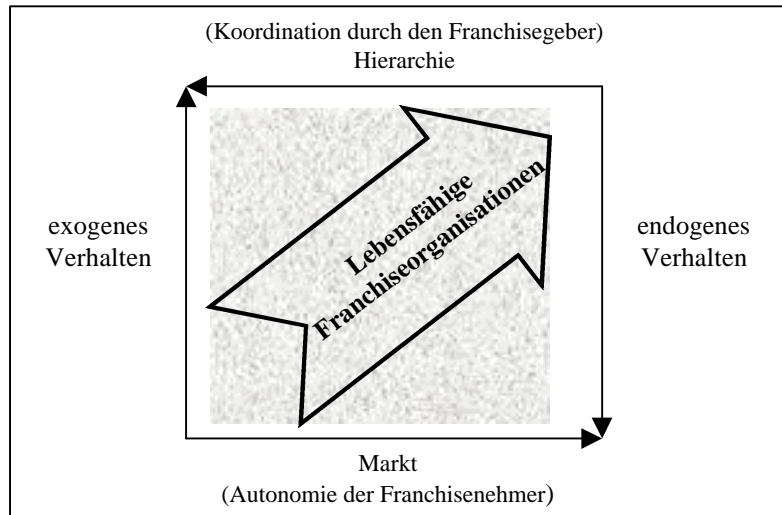 (Koordination durch den Franchisegeber)
Hierarchie
exogenes
Verhalten
Lebensfähige
Franchiseorganisationen
endogenes
Verhalten
Markt
(Autonomie der Franchisenehmer)